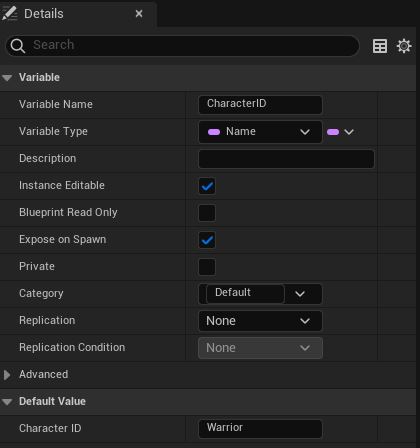 Details
Search
Variable
Variable Name CharacterID
Variable Type Name
Description
Instance Editable
Blueprint Read Only
Expose on Spawn
Private
Category Default
Replication None
Replication Condition None
Advanced
Default Value
Character ID Warrior